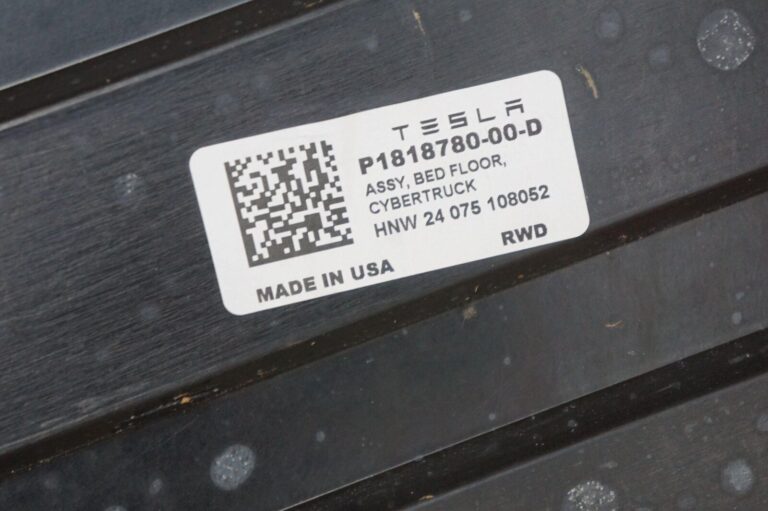 TESLA
P1818780-00-D
ASSY, BED FLOOR,
CYBERTRUCK
HNW 24 075 108052
RWD
MADE IN USA